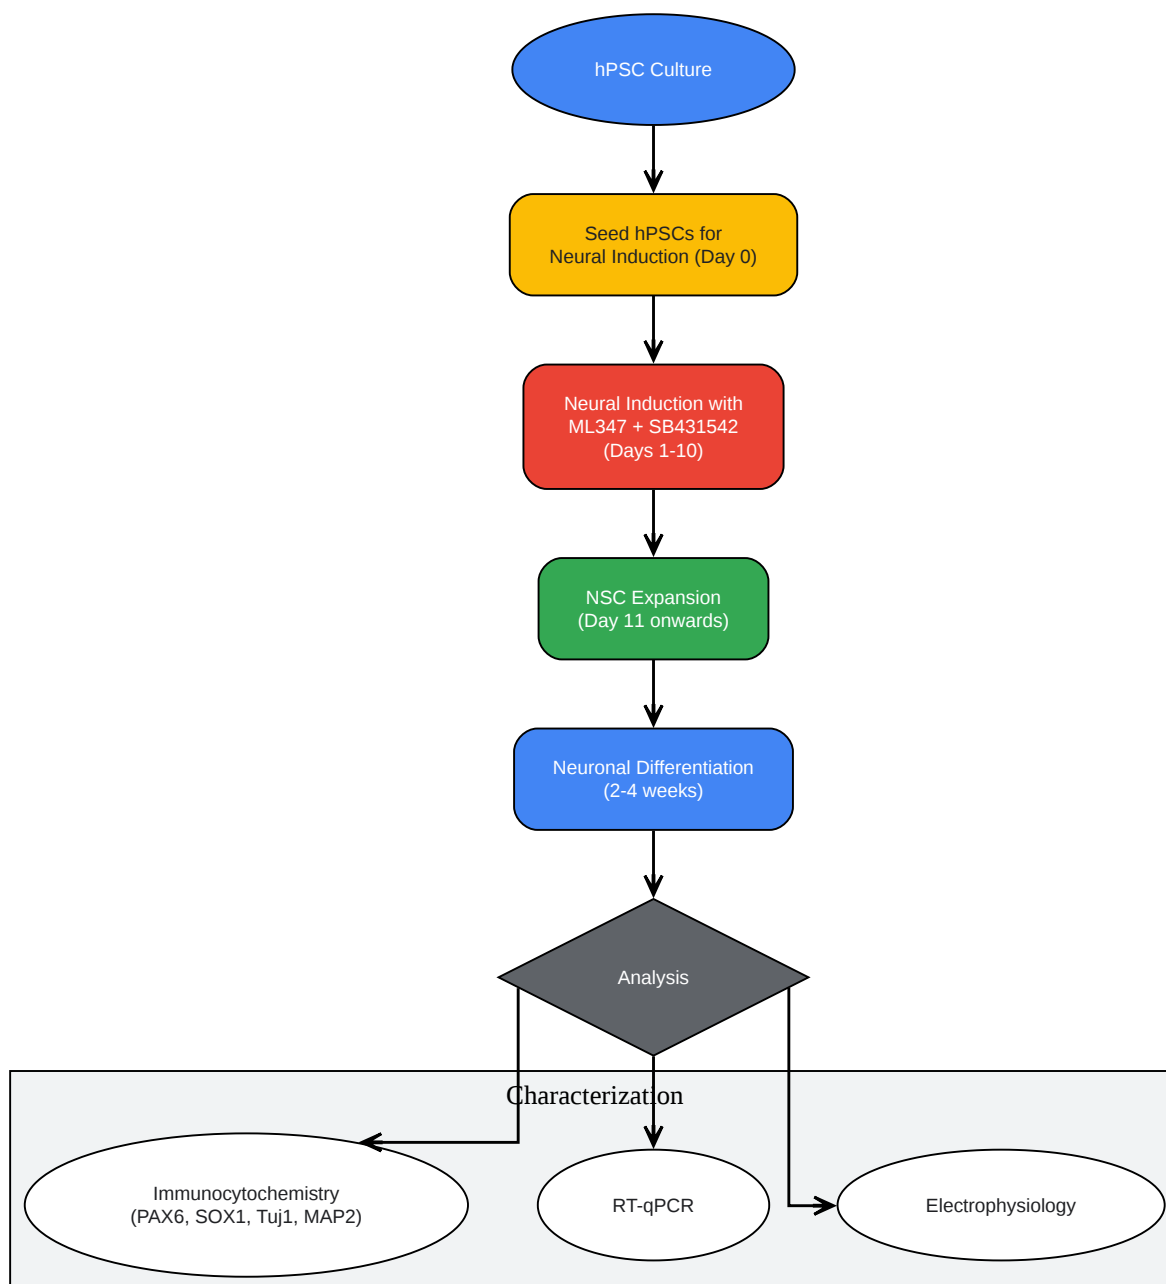 hPSC Culture
Seed hPSCs for
Neural Induction (Day 0)
Neural Induction with
ML347 + SB431542
(Days 1-10)
NSC Expansion
(Day 11 onwards)
Neuronal Differentiation
(2-4 weeks)
Analysis
Characterization
Immunocytochemistry
(PAX6, SOX1, Tuj1, MAP2)
RT-qPCR
Electrophysiology